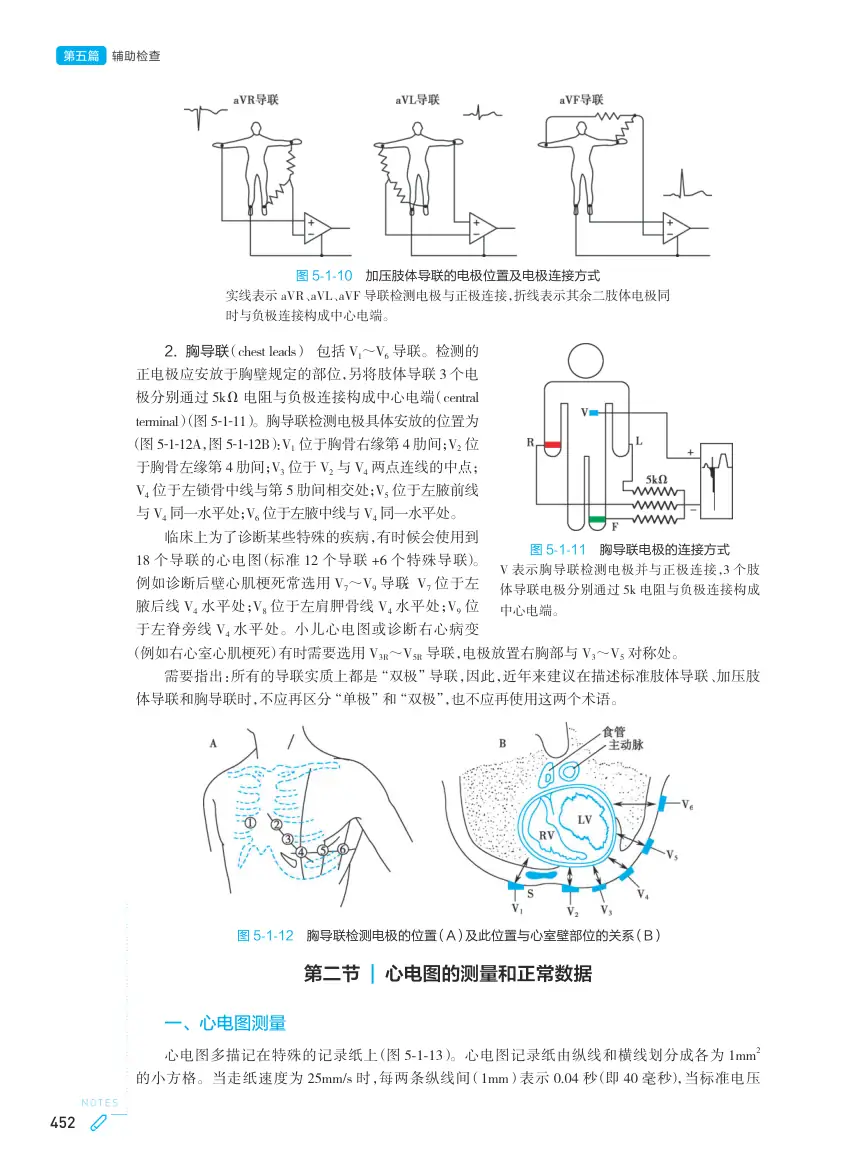 第五篇 辅助检查
aVR导联 aVL导联 aVF导联
+
−
+
−
+
−
图 5-1-10 加压肢体导联的电极位置及电极连接方式
实线表示 aVR、aVL、aVF 导联检测电极与正极连接,折线表示其余二肢体电极同
时与负极连接构成中心电端。
2. 胸导联(chest leads) 包括 V₁～V₆ 导联。检测的
正电极应安放于胸壁规定的部位,另将肢体导联 3 个电
极分别通过 5kΩ 电阻与负极连接构成中心电端(central
terminal)(图 5-1-11)。胸导联检测电极具体安放的位置为
(图 5-1-12A,图 5-1-12B):V₁ 位于胸骨右缘第 4 肋间;V₂ 位
于胸骨左缘第 4 肋间;V₃ 位于 V₂ 与 V₄ 两点连线的中点;
V₄ 位于左锁骨中线与第 5 肋间相交处;V₅ 位于左腋前线
与 V₄ 同一水平处;V₆ 位于左腋中线与 V₄ 同一水平处。
临床上为了诊断某些特殊的疾病,有时候会使用到
18 个导联的心电图(标准 12 个导联 +6 个特殊导联)。
例如诊断后壁心肌梗死常选用 V₇～V₉ 导联 V₇ 位于左
腋后线 V₄ 水平处;V₈ 位于左肩胛骨线 V₄ 水平处;V₉ 位
于左脊旁线 V₄ 水平处。小儿心电图或诊断右心病变
(例如右心室心肌梗死)有时需要选用 V₃R～V₅R 导联,电极放置右胸部与 V₃～V₅ 对称处。
需要指出:所有的导联实质上都是“双极”导联,因此,近年来建议在描述标准肢体导联、加压肢
体导联和胸导联时,不应再区分“单极”和“双极”,也不应再使用这两个术语。
V
R
L
+
5kΩ
−
F
图 5-1-11 胸导联电极的连接方式
V 表示胸导联检测电极并与正极连接,3 个肢
体导联电极分别通过 5k 电阻与负极连接构成
中心电端。
A
① ② ③ ④ ⑤ ⑥
B
食管
主动脉
LV
RV
S
V₁
V₂
V₃
V₄
V₅
V₆
图 5-1-12 胸导联检测电极的位置(A)及此位置与心室壁部位的关系(B)
第二节 | 心电图的测量和正常数据
一、心电图测量
心电图多描记在特殊的记录纸上(图 5-1-13)。心电图记录纸由纵线和横线划分成各为 1mm²
的小方格。当走纸速度为 25mm/s 时,每两条纵线间(1mm)表示 0.04 秒(即 40 毫秒),当标准电压
NOTES
452